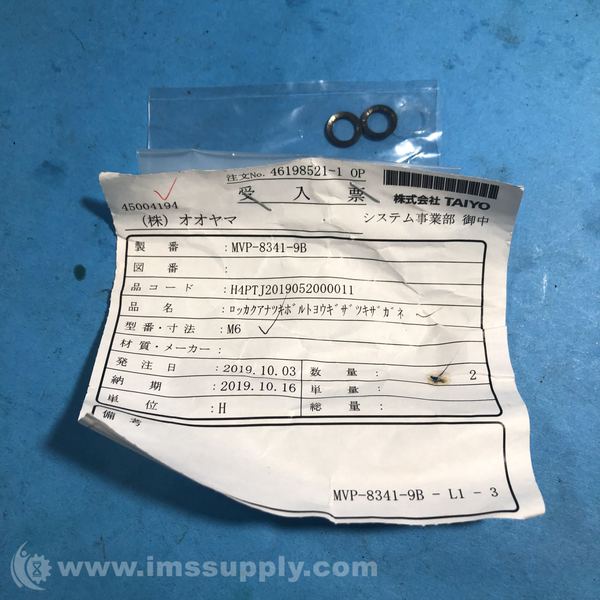 注文No. 46198521-1 OP
受 入 票
45004194
株式会社 TAIYO
(株) オオヤマ
システム事業部 御中
製 番 : MVP-8341-9B
図 番 :
品コード : H4PTJ2019052000011
品 名 : ロッカクアナツキボルトヨウギザツキザガネ
型番・寸法 : M6
材質・メーカー :
発 注 日 : 2019.10.03 数 量 : 2
納 期 : 2019.10.16 単 量 :
単 位 : H 総 量 :
備 考
MVP-8341-9B - L1 - 3
www.imssupply.com